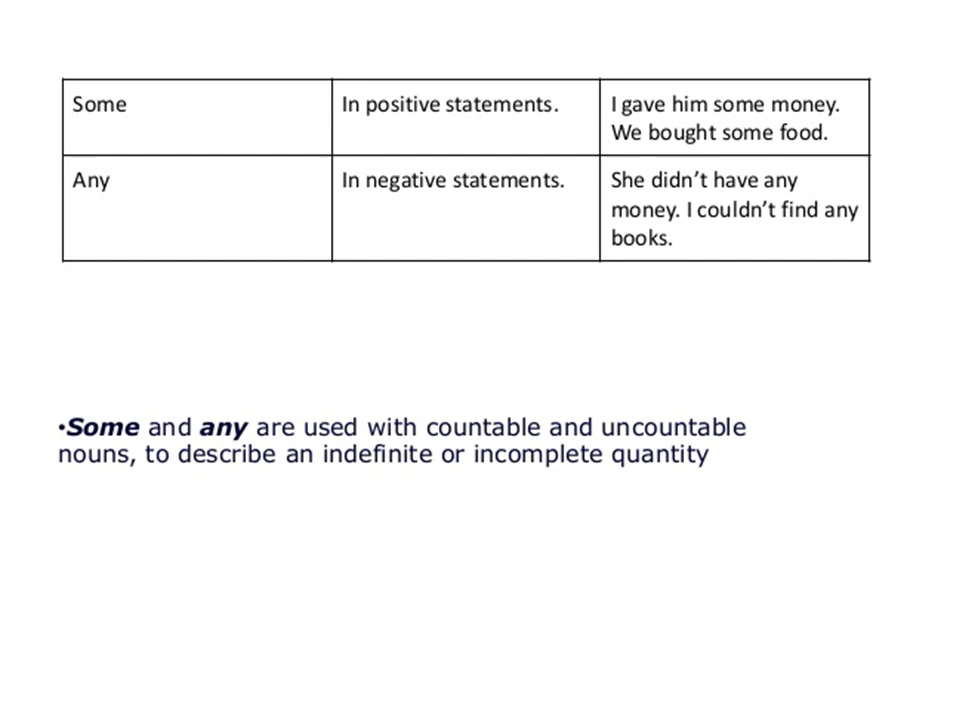 Some
In positive statements.
I gave him some money.
We bought some food.
Any
In negative statements.
She didn’t have any
money. I couldn’t find any
books.
•Some and any are used with countable and uncountable
nouns, to describe an indefinite or incomplete quantity